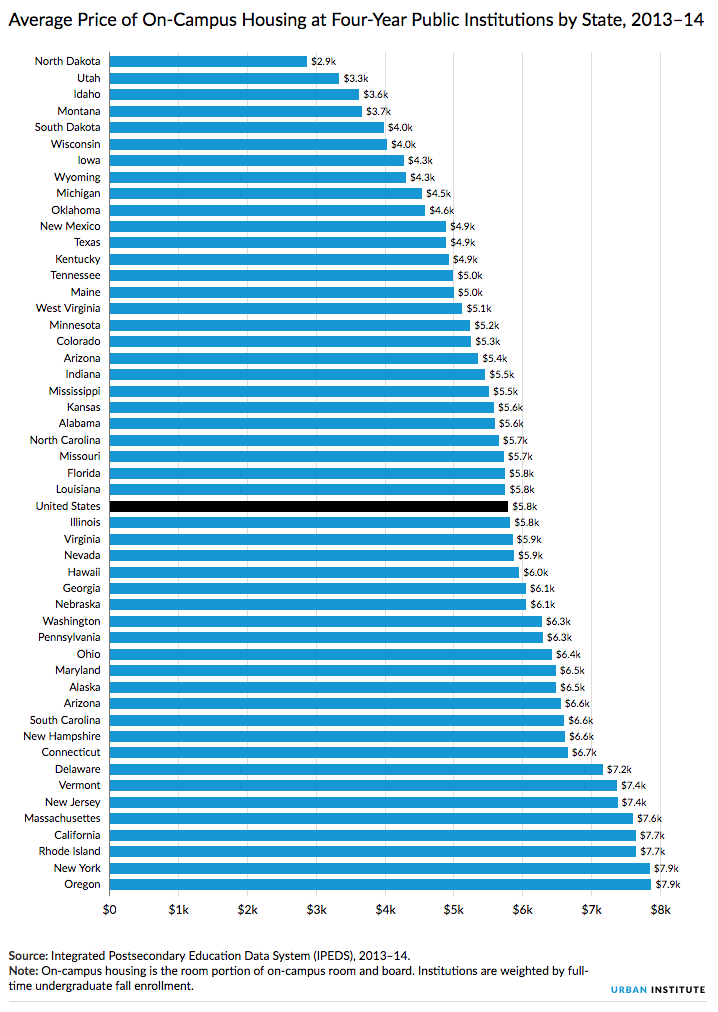 Average Price of On-Campus Housing at Four-Year Public Institutions by State, 2013–14
North Dakota $2.9k
Utah $3.3k
Idaho $3.6k
Montana $3.7k
South Dakota $4.0k
Wisconsin $4.0k
Iowa $4.3k
Wyoming $4.3k
Michigan $4.5k
Oklahoma $4.6k
New Mexico $4.9k
Texas $4.9k
Kentucky $4.9k
Tennessee $5.0k
Maine $5.0k
West Virginia $5.1k
Minnesota $5.2k
Colorado $5.3k
Arizona $5.4k
Indiana $5.5k
Mississippi $5.5k
Kansas $5.6k
Alabama $5.6k
North Carolina $5.7k
Missouri $5.7k
Florida $5.8k
Louisiana $5.8k
United States $5.8k
Illinois $5.8k
Virginia $5.9k
Nevada $5.9k
Hawaii $6.0k
Georgia $6.1k
Nebraska $6.1k
Washington $6.3k
Pennsylvania $6.3k
Ohio $6.4k
Maryland $6.5k
Alaska $6.5k
Arizona $6.6k
South Carolina $6.6k
New Hampshire $6.6k
Connecticut $6.7k
Delaware $7.2k
Vermont $7.4k
New Jersey $7.4k
Massachusettes $7.6k
California $7.7k
Rhode Island $7.7k
New York $7.9k
Oregon $7.9k
$0 $1k $2k $3k $4k $5k $6k $7k $8k
Source: Integrated Postsecondary Education Data System (IPEDS), 2013–14.
Note: On-campus housing is the room portion of on-campus room and board. Institutions are weighted by full-
time undergraduate fall enrollment.
URBAN INSTITUTE